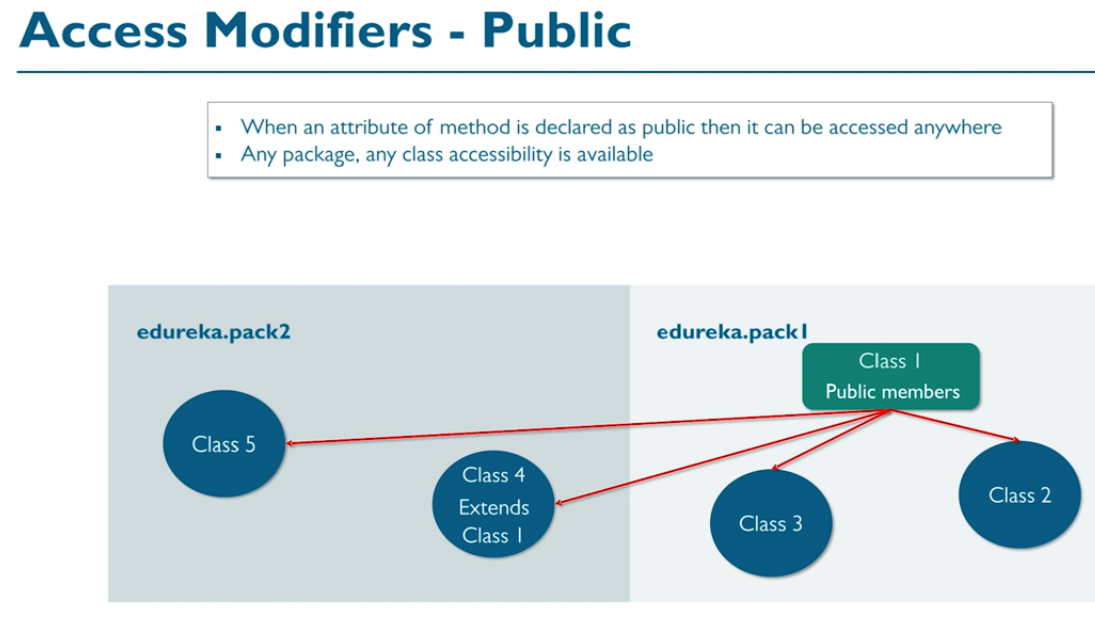 Access Modifiers - Public
▪ When an attribute of method is declared as public then it can be accessed anywhere
▪ Any package, any class accessibility is available
edureka.pack2
edureka.pack1
Class 1
Public members
Class 5
Class 4
Extends
Class 1
Class 3
Class 2